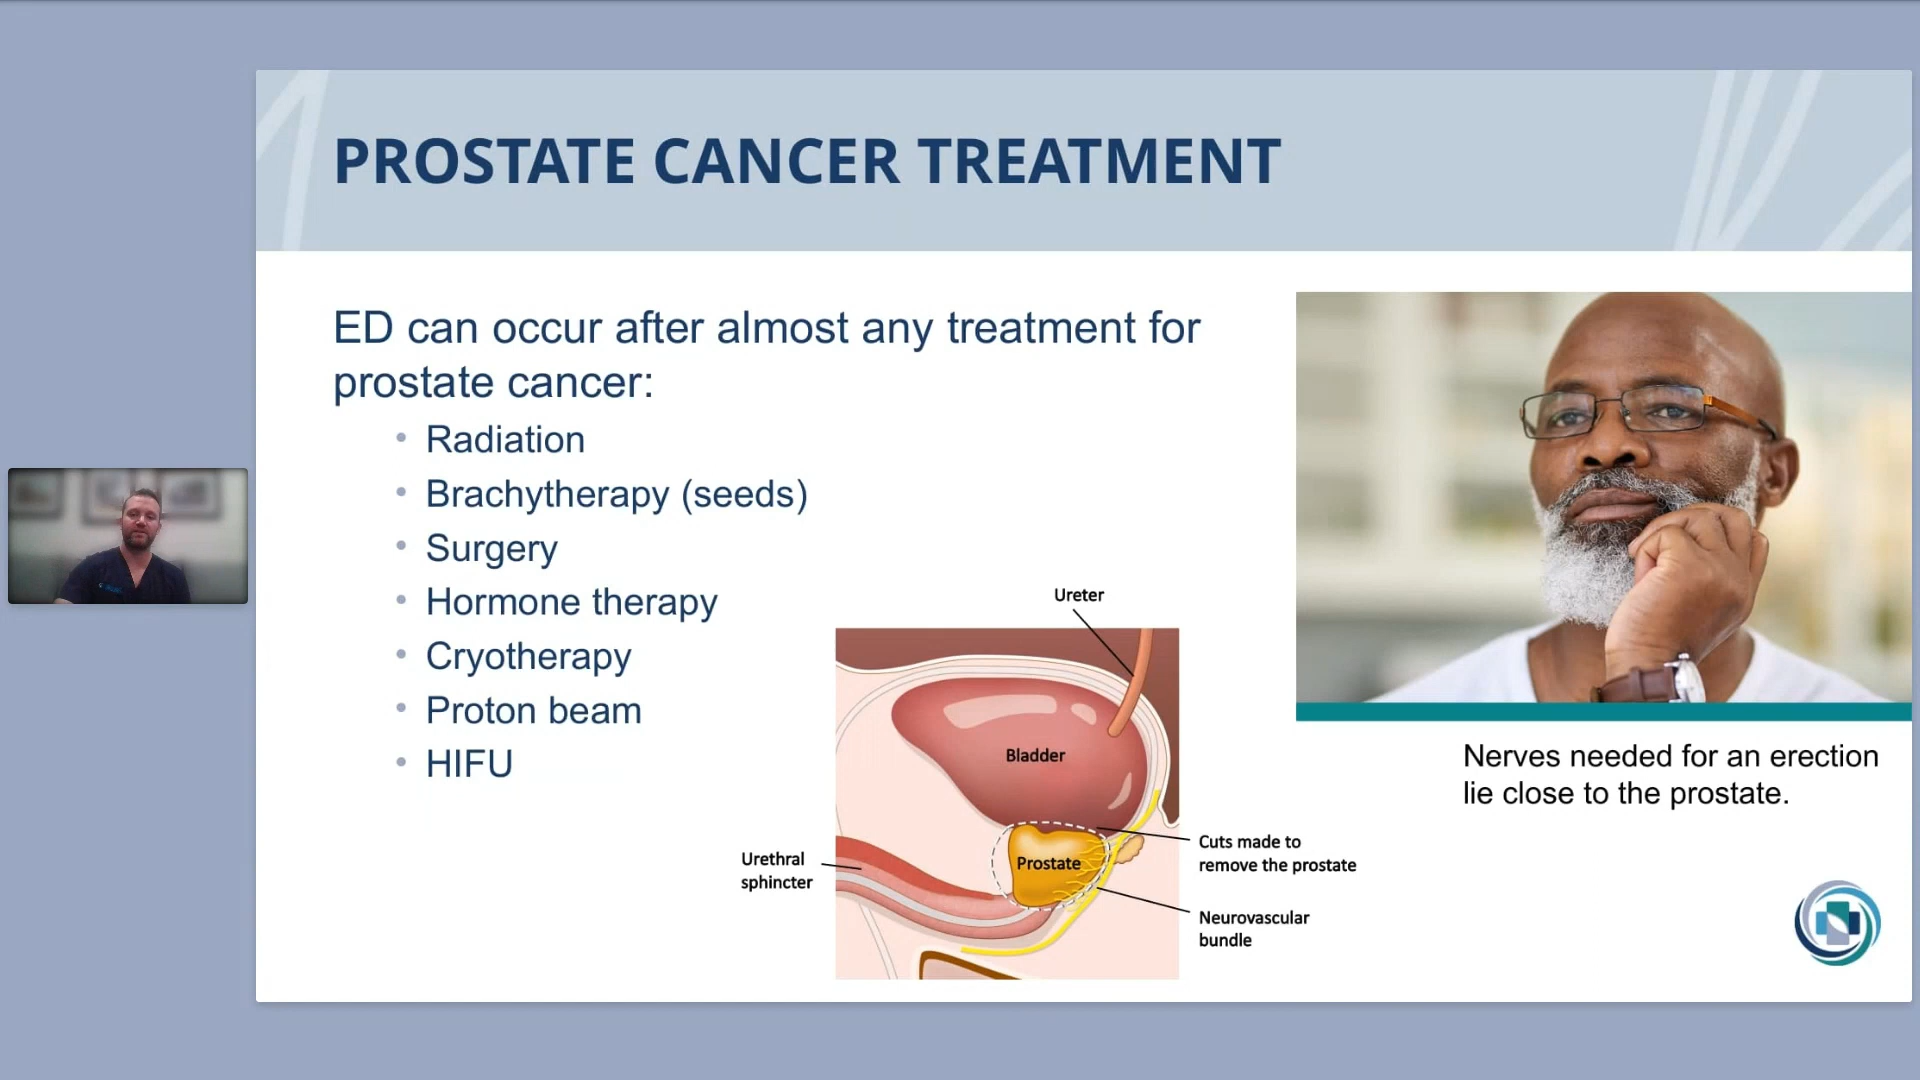 PROSTATE CANCER TREATMENT
ED can occur after almost any treatment for
prostate cancer:
• Radiation
• Brachytherapy (seeds)
• Surgery
• Hormone therapy
• Cryotherapy
• Proton beam
• HIFU
Ureter
Bladder
Prostate
Urethral
sphincter
Cuts made to
remove the prostate
Neurovascular
bundle
Nerves needed for an erection
lie close to the prostate.